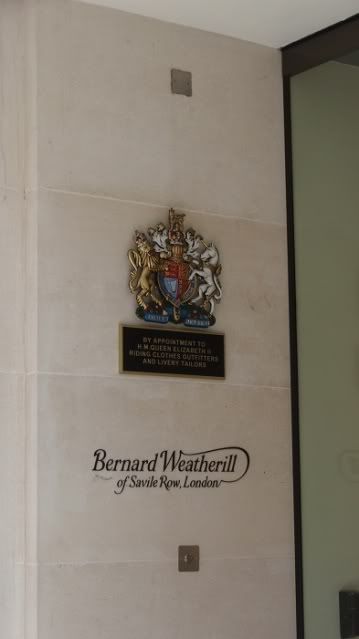 BY APPOINTMENT TO
H.M. QUEEN ELIZABETH II
RIDING CLOTHES OUTFITTERS
AND LIVERY TAILORS
Bernard Weatherill
of Savile Row, London